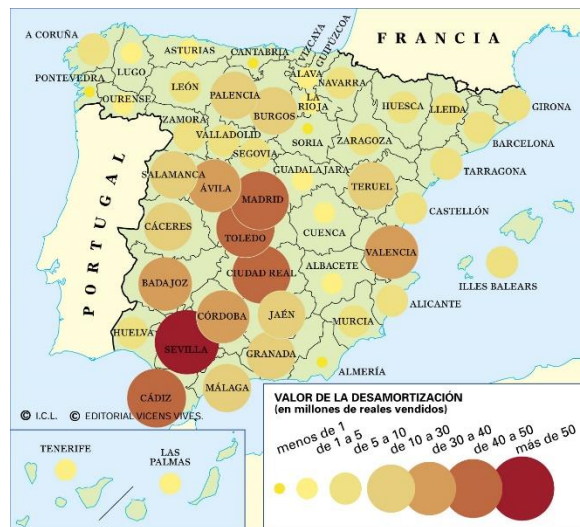 FRANCIA
A CORUÑA
LUGO
ASTURIAS
CANTABRIA
VIZCAYA
GUIPÚZCOA
ÁLAVA
NAVARRA
PONTEVEDRA
OURENSE
LEÓN
PALENCIA
BURGOS
LA
RIOJA
HUESCA
LLEIDA
GIRONA
BARCELONA
ZAMORA
VALLADOLID
SORIA
ZARAGOZA
TARRAGONA
SEGOVIA
SALAMANCA
ÁVILA
GUADALAJARA
TERUEL
MADRID
CASTELLÓN
PORTUGAL
CÁCERES
TOLEDO
CUENCA
VALENCIA
ILLES BALEARS
BADAJOZ
CIUDAD REAL
ALBACETE
ALICANTE
HUELVA
SEVILLA
CÓRDOBA
JAÉN
MURCIA
GRANADA
ALMERÍA
CÁDIZ
MÁLAGA
© I.C.L. © EDITORIAL VICENS VIVES.
TENERIFE
LAS
PALMAS
VALOR DE LA DESAMORTIZACIÓN
(en millones de reales vendidos)
menos de 1
de 1 a 5
de 5 a 10
de 10 a 30
de 30 a 40
de 40 a 50
más de 50